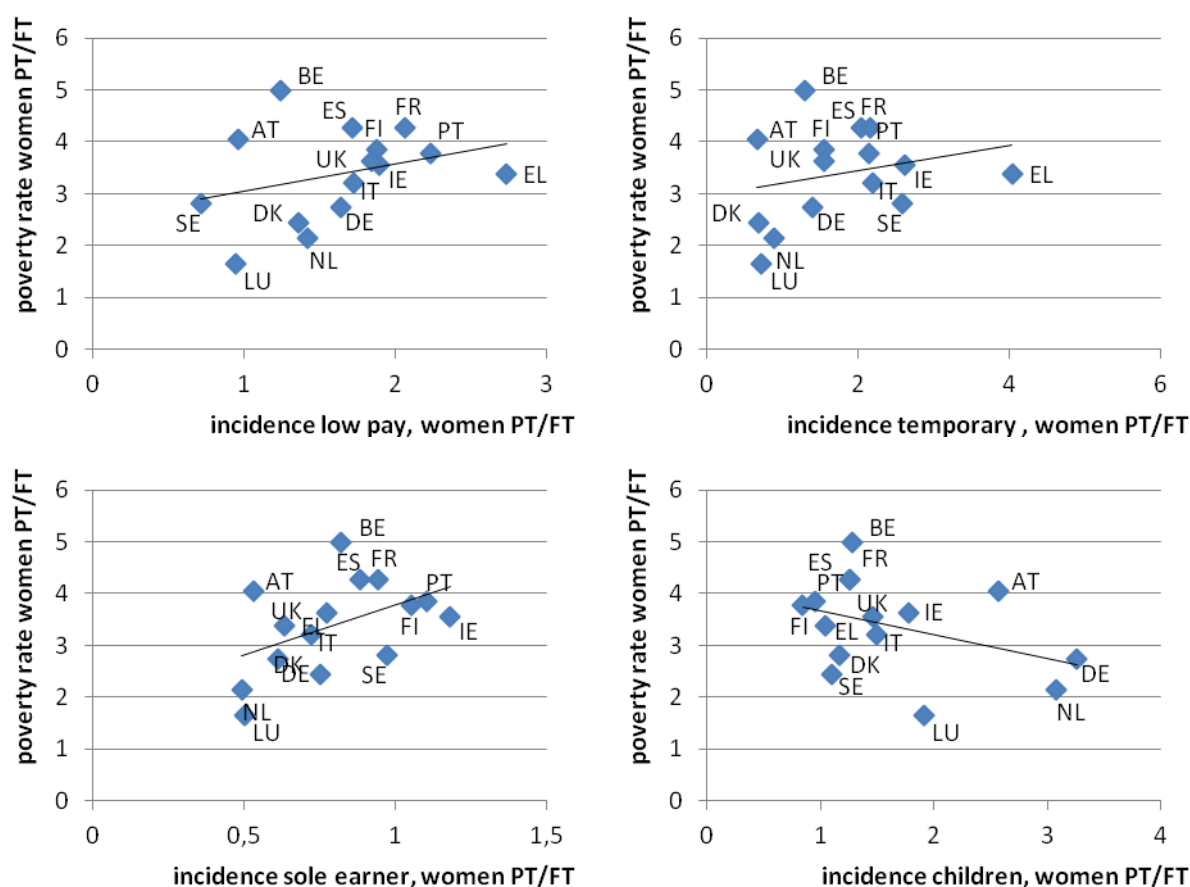 poverty rate women PT/FT
6
5
4
3
2
1
0
BE
ES FR
AT FI PT
UK
IE
IT EL
SE DK DE
NL
LU
0 1 2 3
incidence low pay, women PT/FT
poverty rate women PT/FT
6
5
4
3
2
1
0
BE
ES FR
AT FI PT
UK
IT IE EL
DK DE SE
NL
LU
0 2 4 6
incidence temporary , women PT/FT
poverty rate women PT/FT
6
5
4
3
2
1
0
BE
ES FR
AT
UK EL PT
IT FI IE
DK DE SE
NL
LU
0 0,5 1 1,5
incidence sole earner, women PT/FT
poverty rate women PT/FT
6
5
4
3
2
1
0
BE
ES FR
PT AT
UK IE
FI EL IT
DK
SE DE
NL
LU
0 1 2 3 4
incidence children, women PT/FT